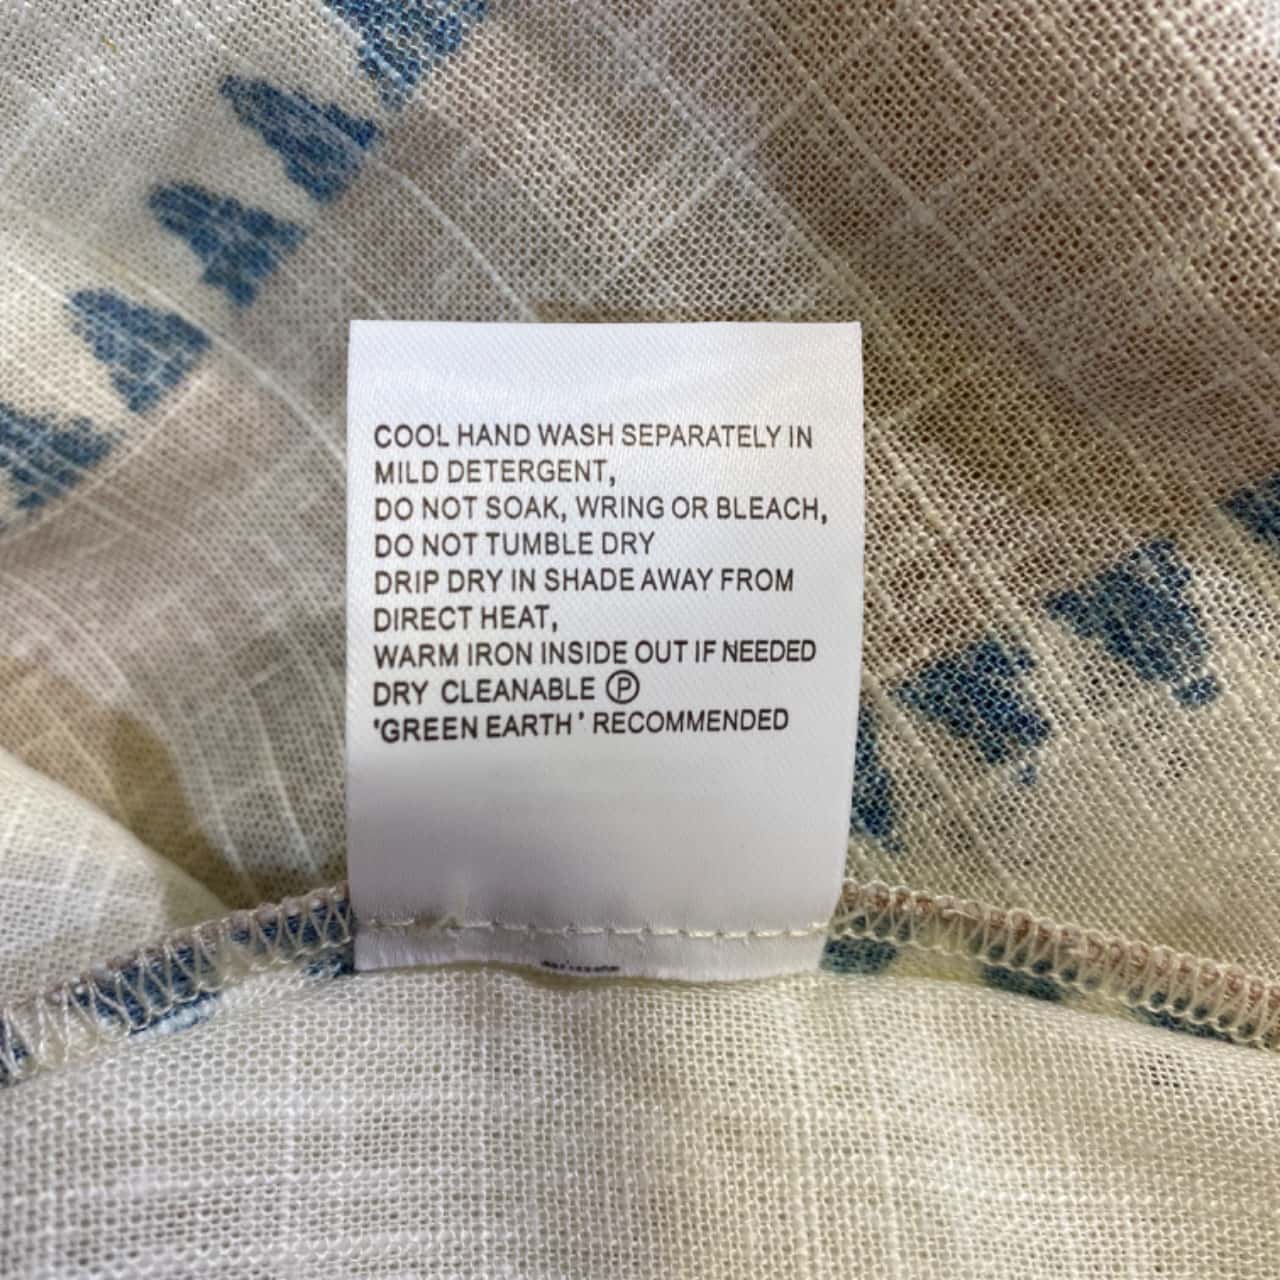 COOL HAND WASH SEPARATELY IN
MILD DETERGENT,
DO NOT SOAK, WRING OR BLEACH,
DO NOT TUMBLE DRY
DRIP DRY IN SHADE AWAY FROM
DIRECT HEAT,
WARM IRON INSIDE OUT IF NEEDED
DRY CLEANABLE Ⓟ
'GREEN EARTH' RECOMMENDED